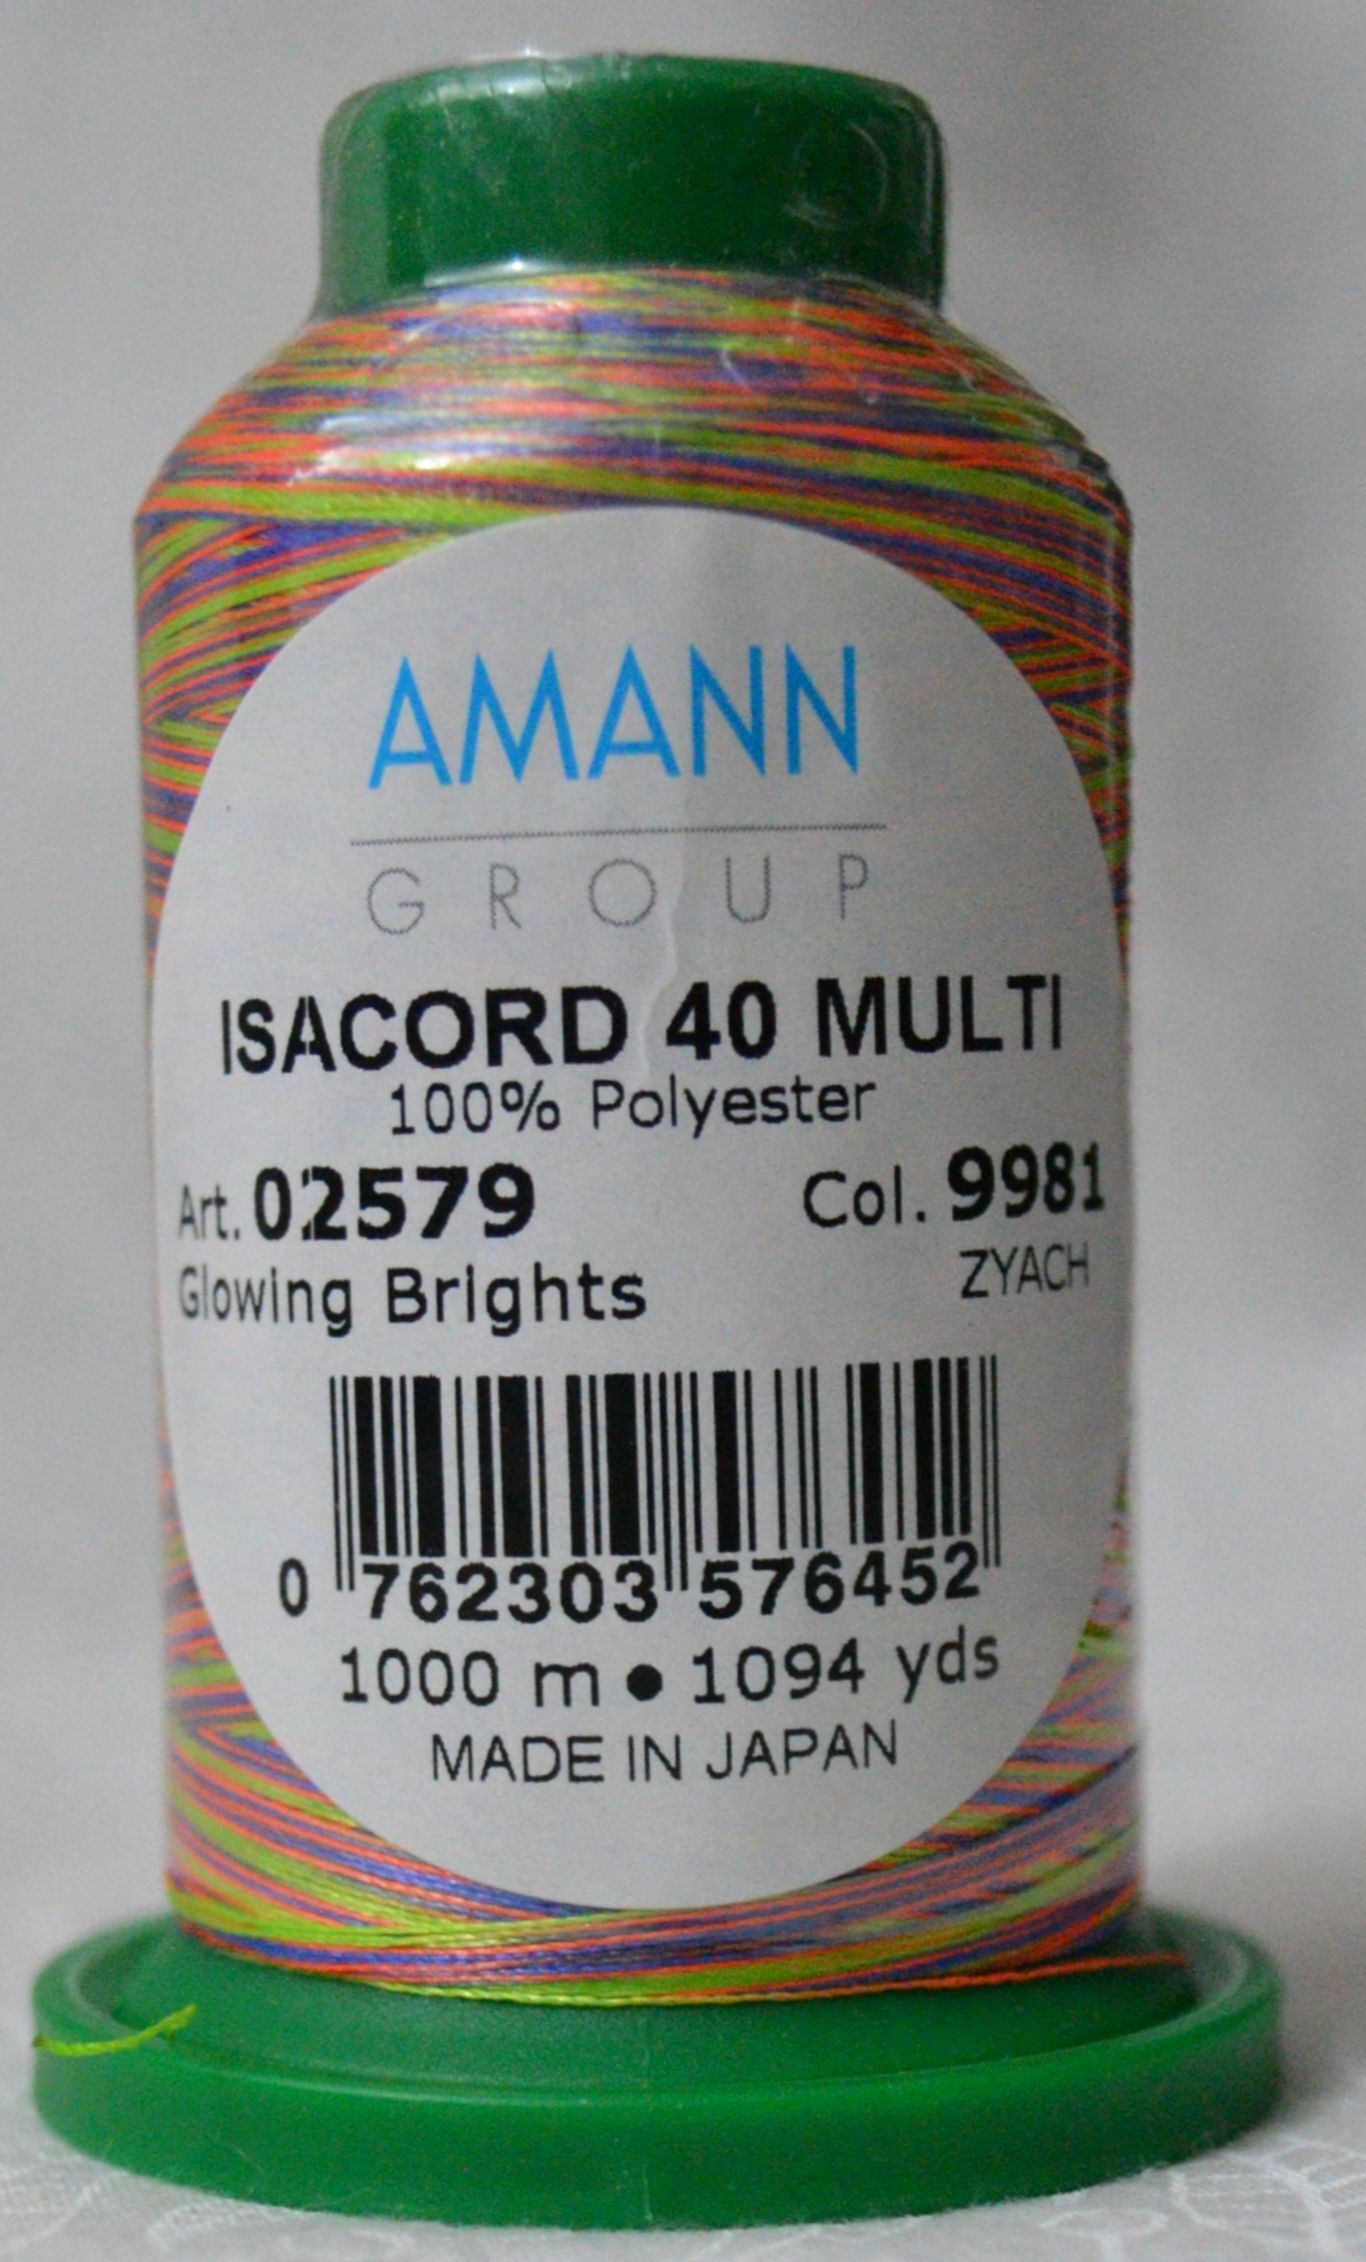 AMANN
GROUP
ISACORD 40 MULTI
100% Polyester
Art. 02579 Col. 9981
Glowing Brights ZYACH
0 762303 576452
1000 m • 1094 yds
MADE IN JAPAN